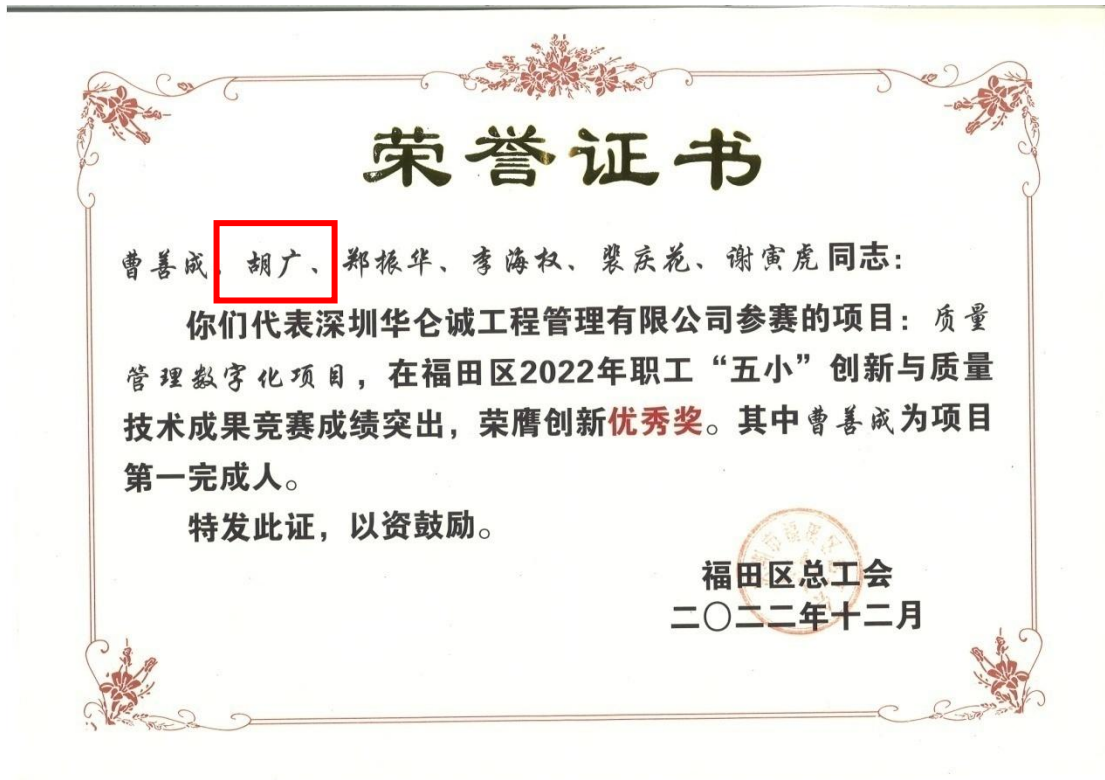 荣誉证书
曹善成、胡广、郑振华、李海权、裴庆花、谢寅虎同志：
你们代表深圳华仑诚工程管理有限公司参赛的项目：质量
管理数字化项目，在福田区2022年职工“五小”创新与质量
技术成果竞赛成绩突出，荣膺创新优秀奖。其中曹善成为项目
第一完成人。
特发此证，以资鼓励。
福田区总工会
二〇二二年十二月